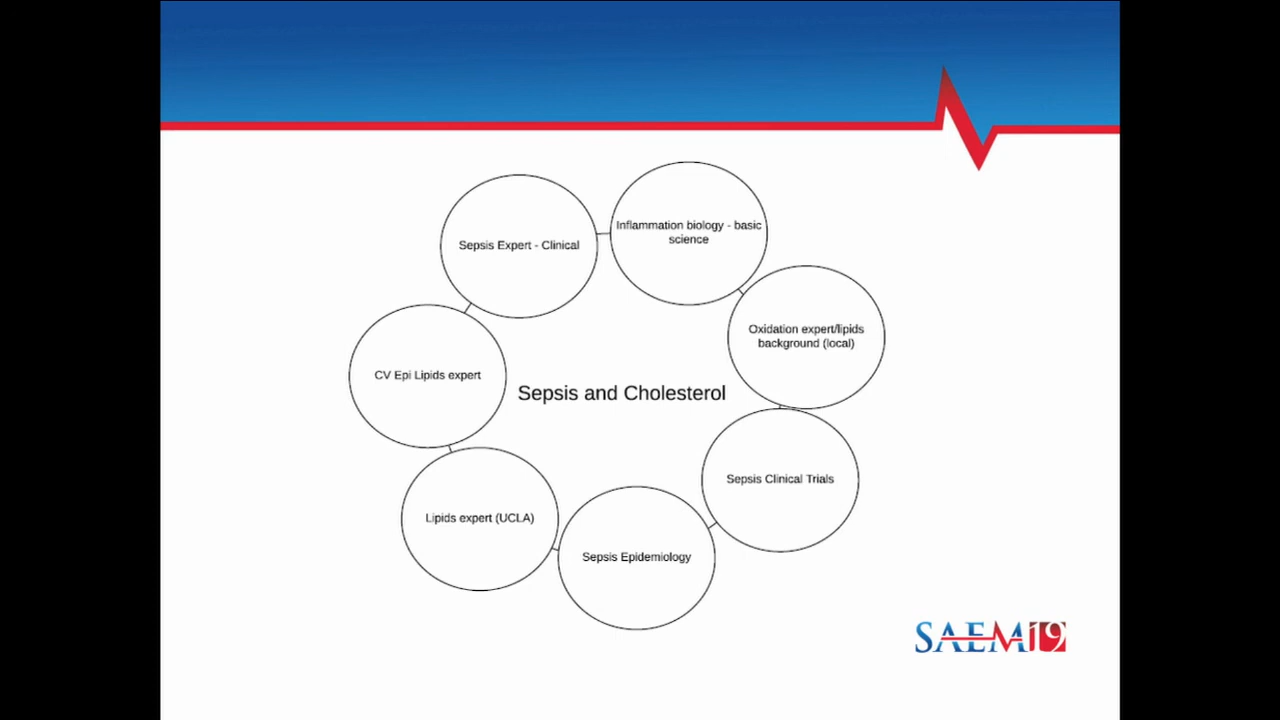 Sepsis Expert - Clinical
Inflammation biology - basic
science
Oxidation expert/lipids
background (local)
CV Epi Lipids expert
Sepsis and Cholesterol
Sepsis Clinical Trials
Lipids expert (UCLA)
Sepsis Epidemiology
SAEM19